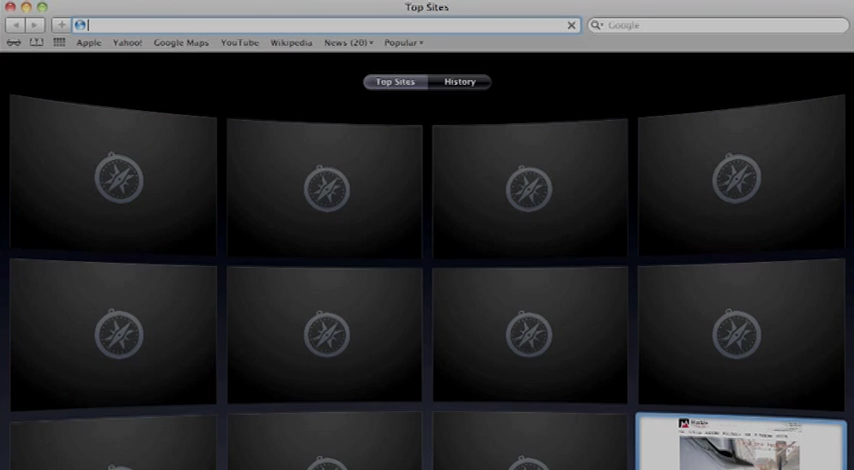 Top Sites
Google
Apple Yahoo! Google Maps YouTube Wikipedia News (20) Popular
Top Sites History